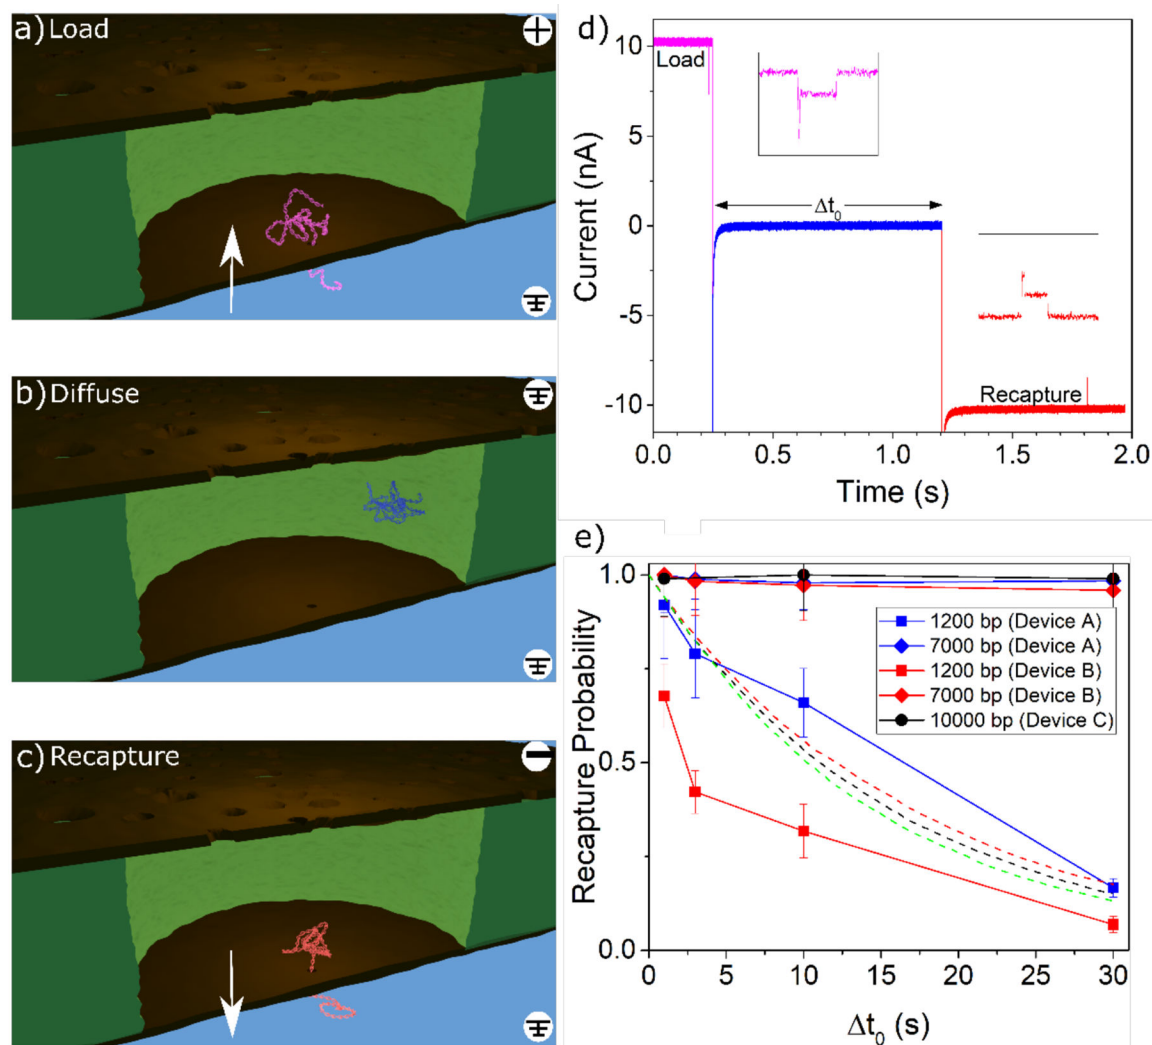 a) Load
+
b) Diffuse
c) Recapture
−
d)
Current (nA)
10
5
0
-5
-10
Load
Δt₀
Recapture
0.0 0.5 1.0 1.5 2.0
Time (s)
e)
Recapture Probability
1.0
0.5
0.0
1200 bp (Device A)
7000 bp (Device A)
1200 bp (Device B)
7000 bp (Device B)
10000 bp (Device C)
0 5 10 15 20 25 30
Δt₀ (s)